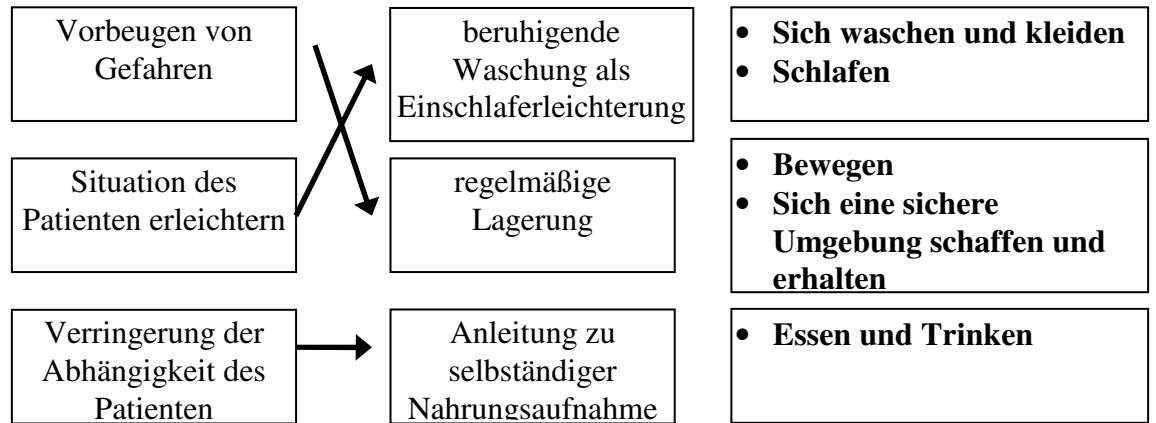 Vorbeugen von
Gefahren
beruhigende
Waschung als
Einschlaferleichterung
• Sich waschen und kleiden
• Schlafen
Situation des
Patienten erleichtern
regelmäßige
Lagerung
• Bewegen
• Sich eine sichere
Umgebung schaffen und
erhalten
Verringerung der
Abhängigkeit des
Patienten
Anleitung zu
selbständiger
Nahrungsaufnahme
• Essen und Trinken